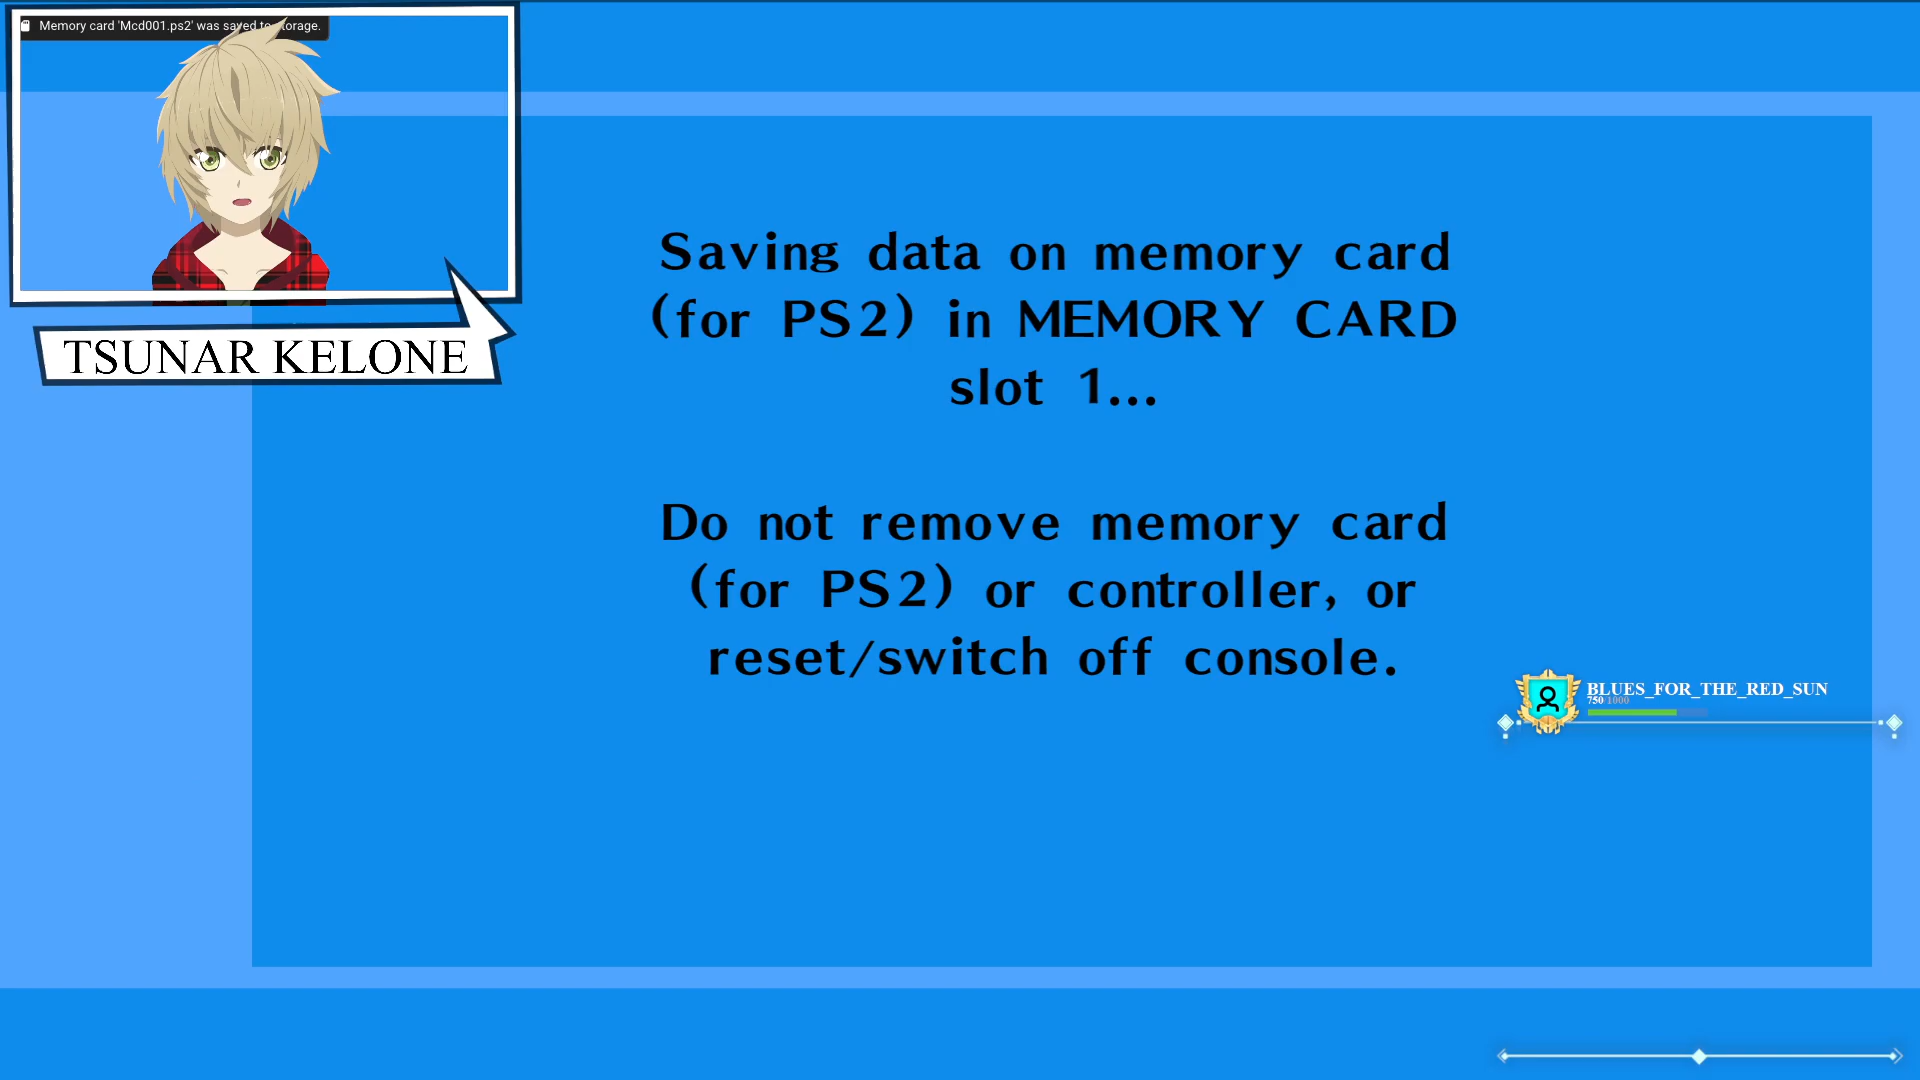 Memory card 'Mcd001.ps2' was saved to storage.
TSUNAR KELONE
Saving data on memory card
(for PS2) in MEMORY CARD
slot 1...
Do not remove memory card
(for PS2) or controller, or
reset/switch off console.
BLUES_FOR_THE_RED_SUN
750/1000